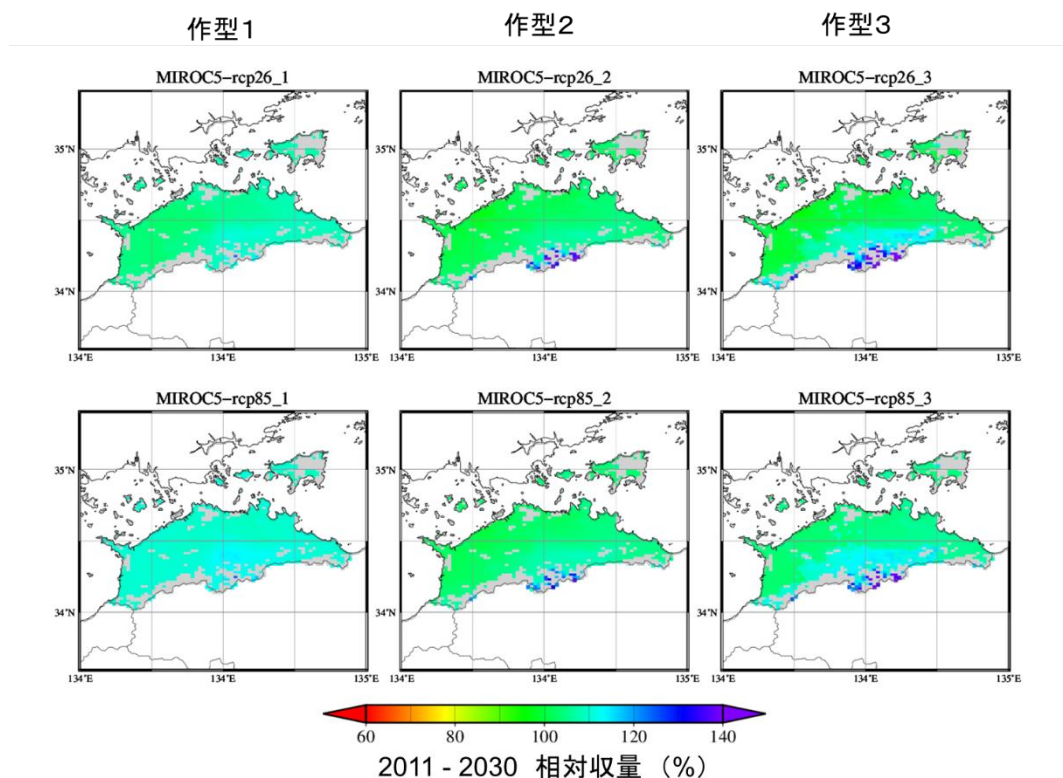 作型1 作型2 作型3
MIROC5-rcp26_1 MIROC5-rcp26_2 MIROC5-rcp26_3
35°N 35°N 35°N
34°N 34°N 34°N
134°E 134°E 135°E 134°E 134°E 135°E 134°E 134°E 135°E
MIROC5-rcp85_1 MIROC5-rcp85_2 MIROC5-rcp85_3
35°N 35°N 35°N
34°N 34°N 34°N
134°E 134°E 135°E 134°E 134°E 135°E 134°E 134°E 135°E
60 80 100 120 140
2011 - 2030 相対収量 (%)